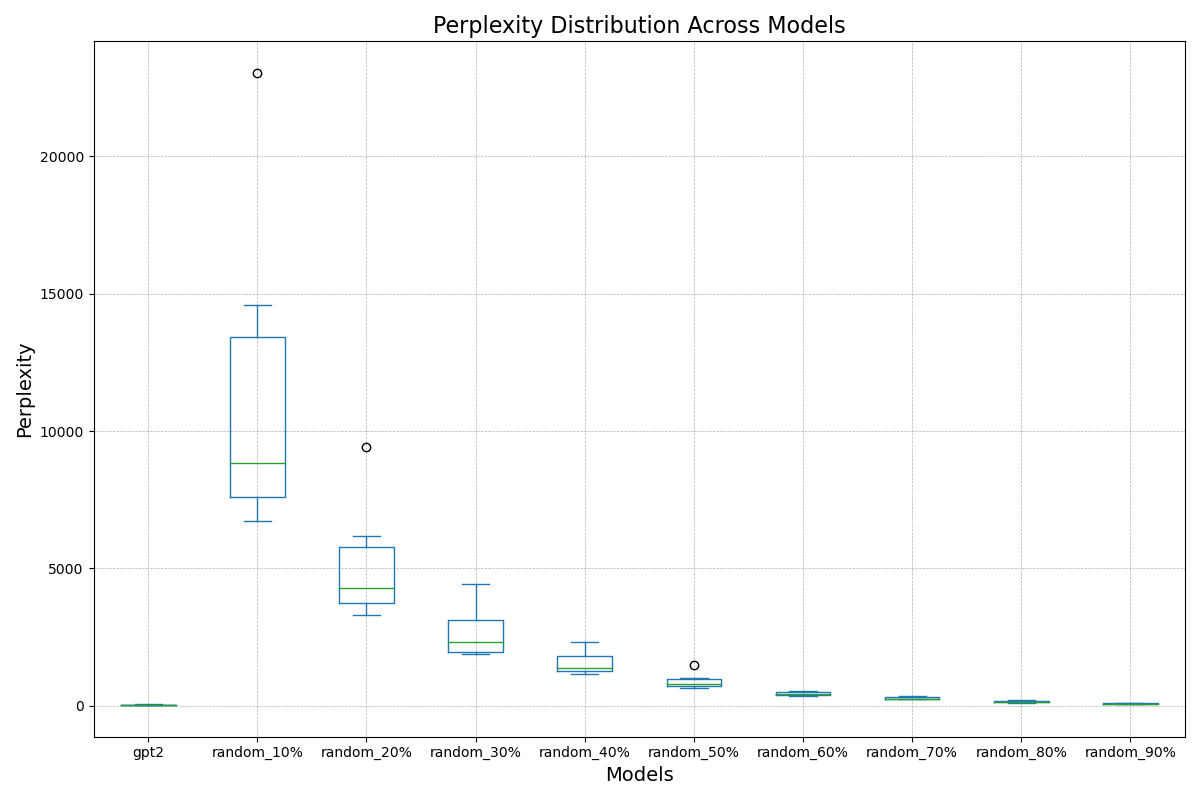 Perplexity Distribution Across Models
Perplexity
20000
15000
10000
5000
0
gpt2 random_10% random_20% random_30% random_40% random_50% random_60% random_70% random_80% random_90%
Models